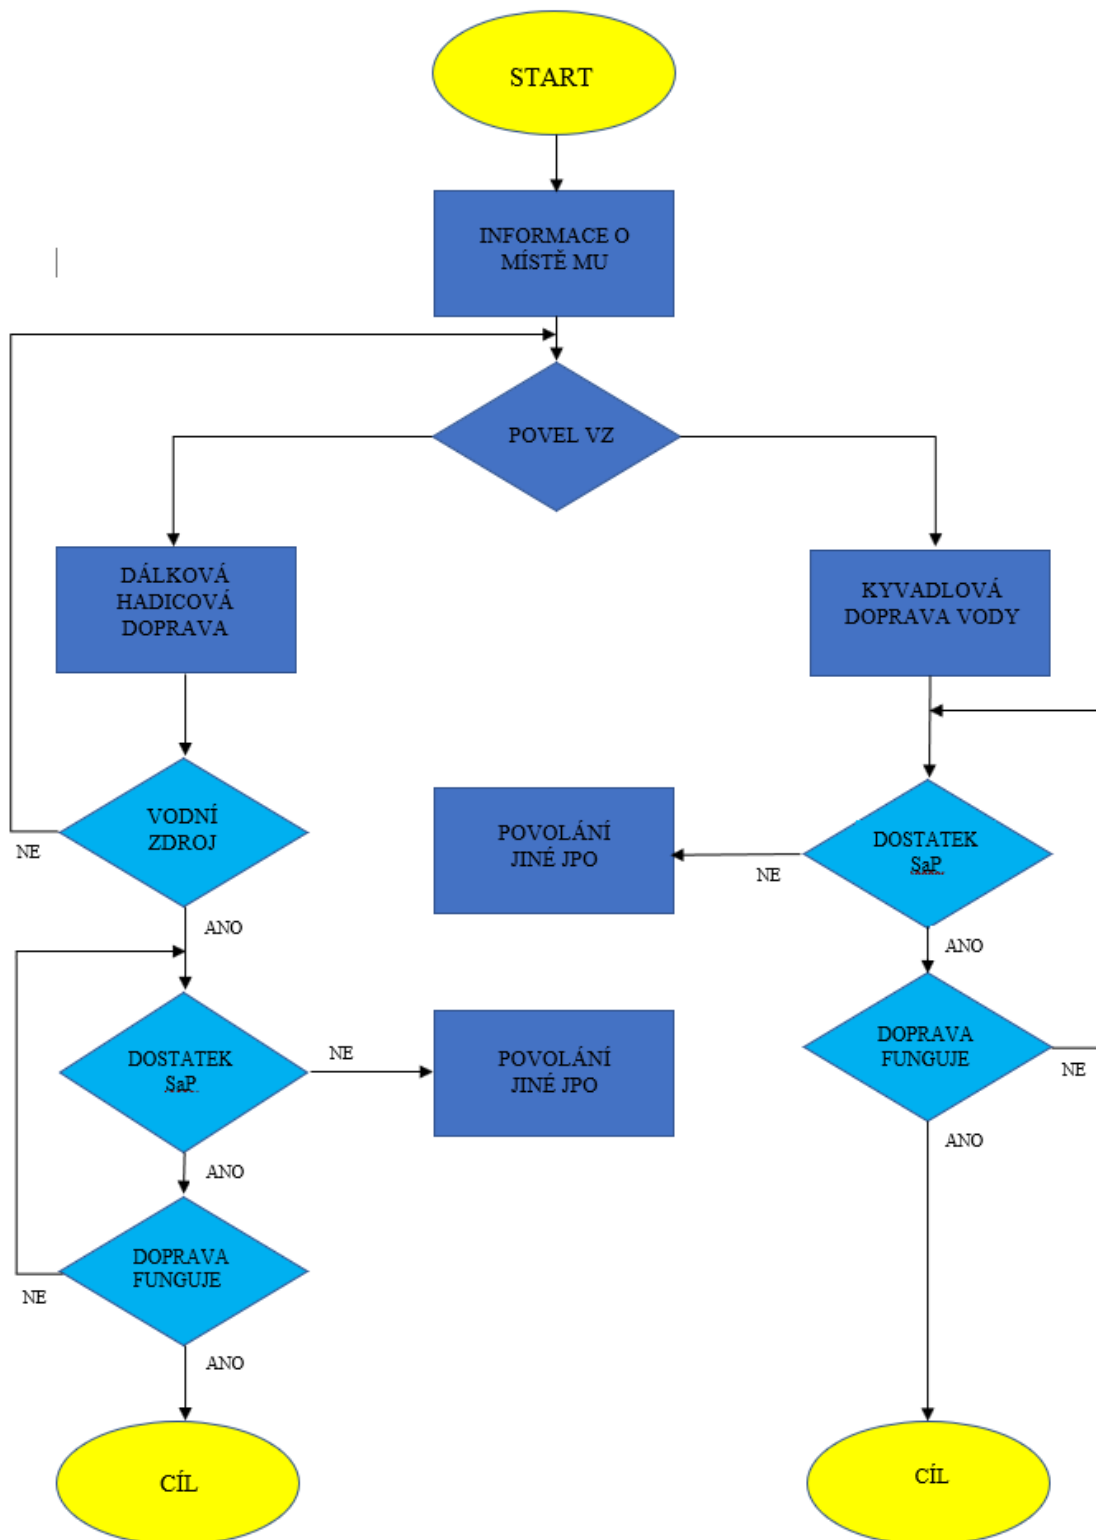 START
INFORMACE O
MÍSTĚ MU
POVEL VZ
DÁLKOVÁ
HADICOVÁ
DOPRAVA
KYVADLOVÁ
DOPRAVA VODY
VODNÍ
ZDROJ
NE
ANO
POVOLÁNÍ
JINÉ JPO
NE
DOSTATEK
SaP
ANO
DOSTATEK
SaP
NE
POVOLÁNÍ
JINÉ JPO
DOPRAVA
FUNGUJE
NE
ANO
ANO
DOPRAVA
FUNGUJE
NE
ANO
CÍL
CÍL